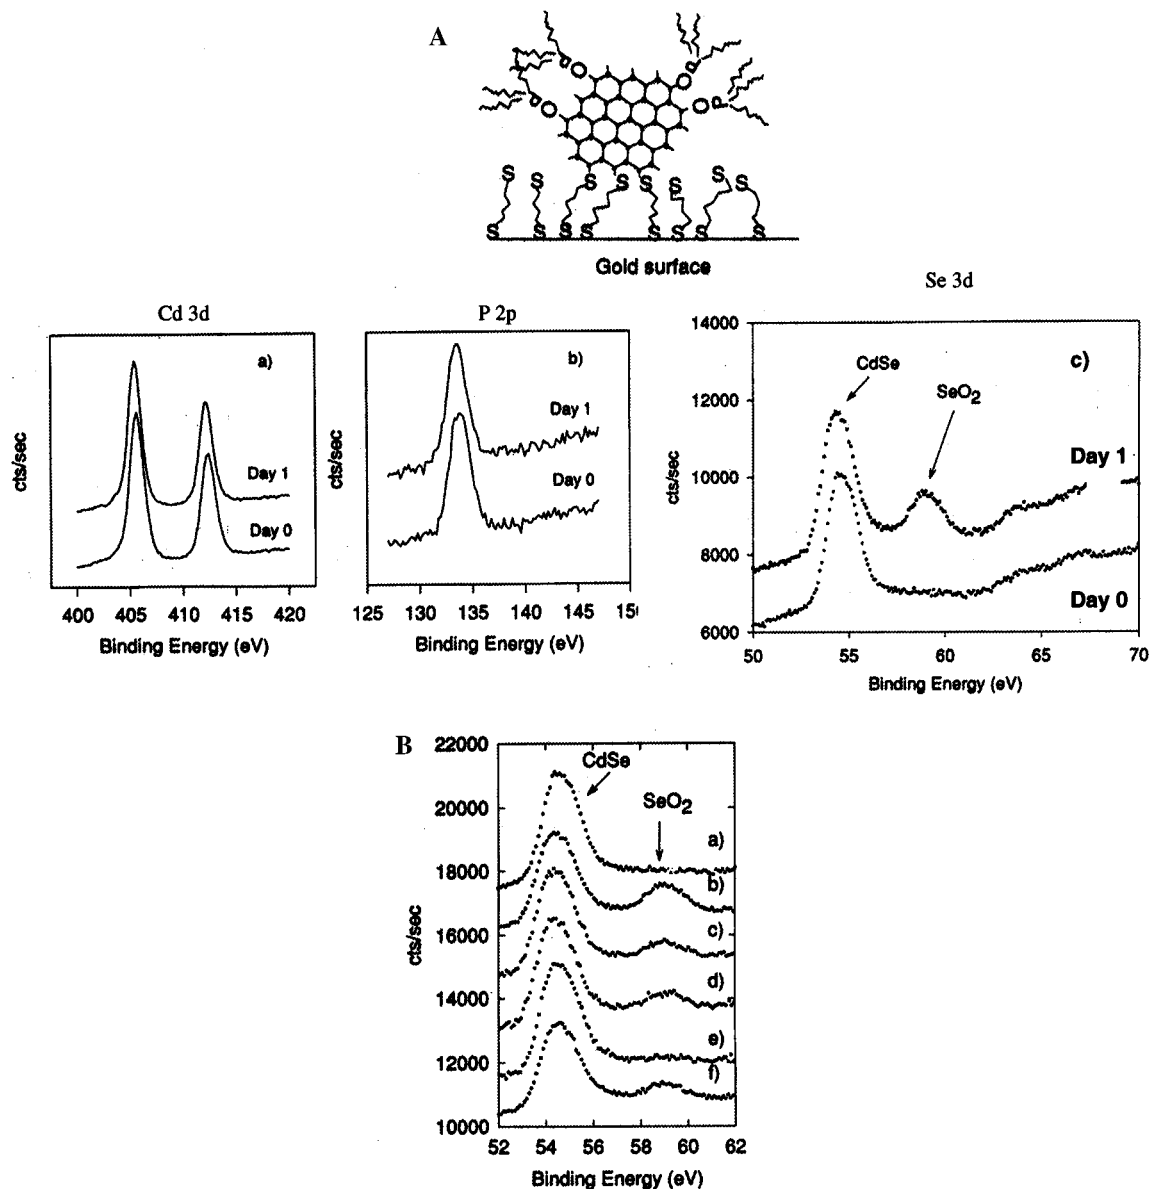 A
P O
O P
P O
O P
S S S S S S S S
S S S S S S S S
Gold surface
Cd 3d
a)
Day 1
Day 0
cts/sec
400 405 410 415 420
Binding Energy (eV)
P 2p
b)
Day 1
Day 0
cts/sec
125 130 135 140 145 15
Binding Energy (eV)
Se 3d
14000
12000
10000
8000
6000
cts/sec
c)
CdSe
SeO2
Day 1
Day 0
50 55 60 65 70
Binding Energy (eV)
B
22000
20000
18000
16000
14000
12000
10000
cts/sec
CdSe
SeO2
a)
b)
c)
d)
e)
f)
52 54 56 58 60 62
Binding Energy (eV)